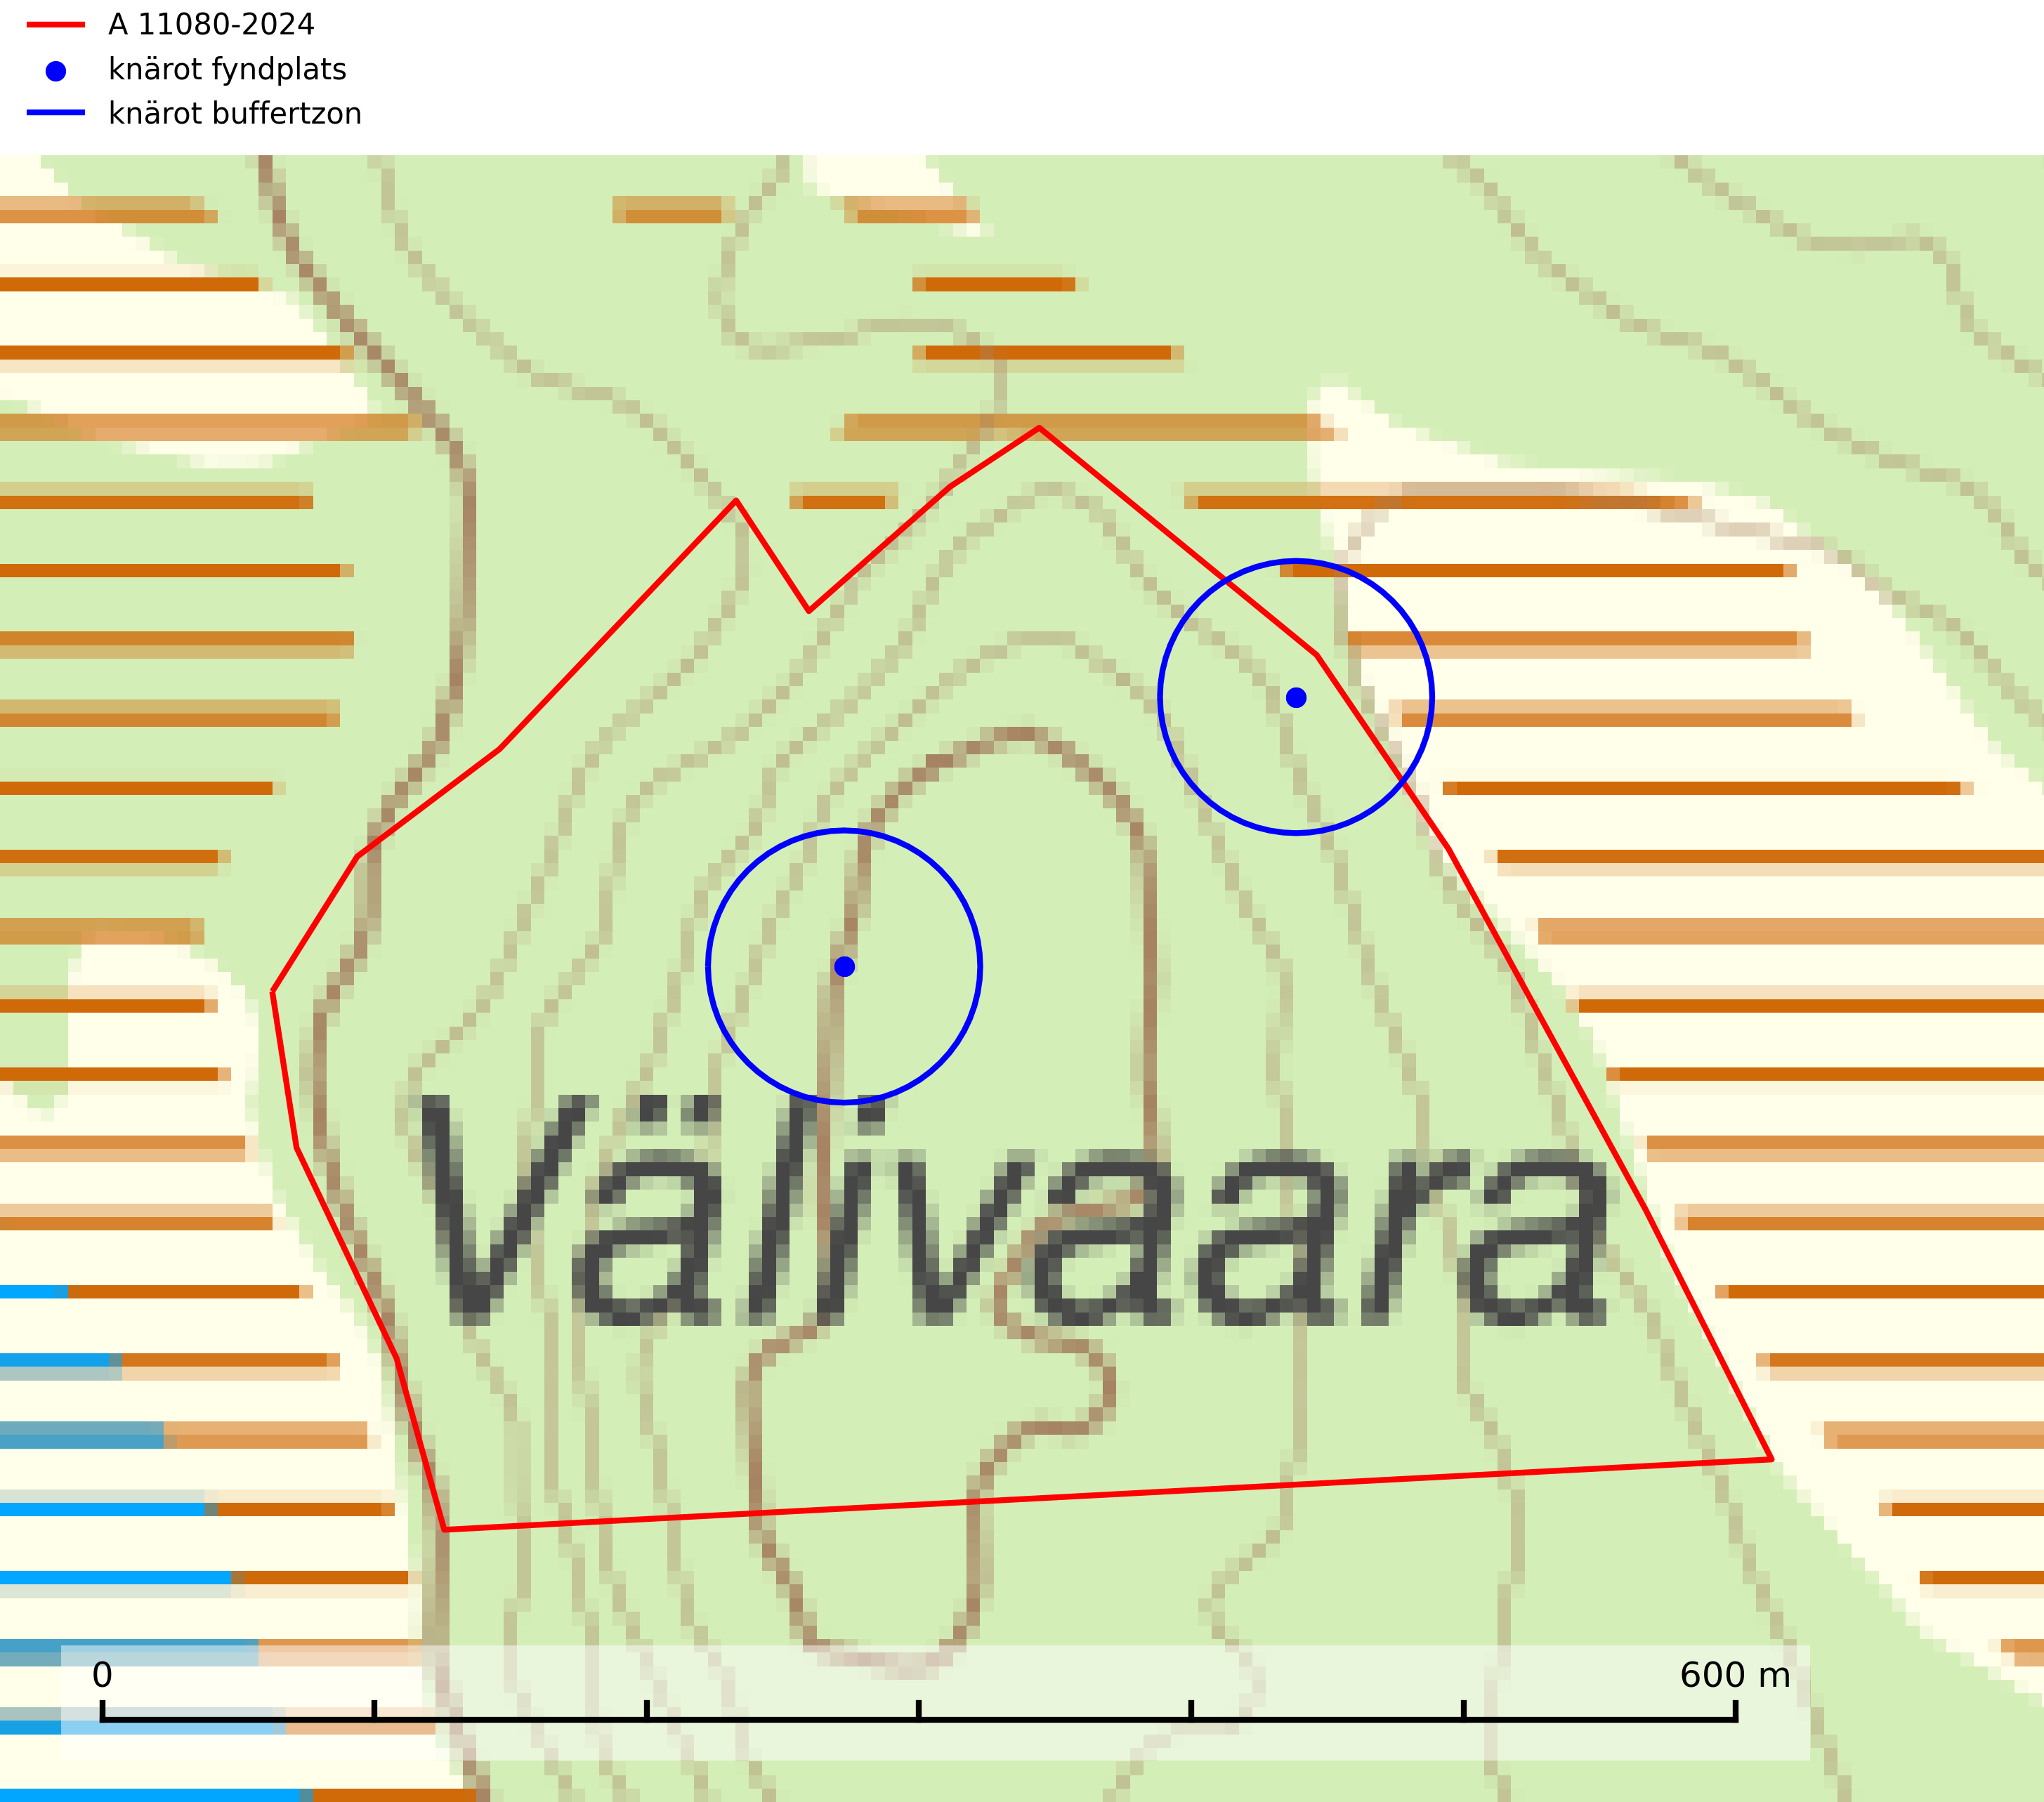 A 11080-2024
knärot fyndplats
knärot buffertzon
Välivaara
0 600 m